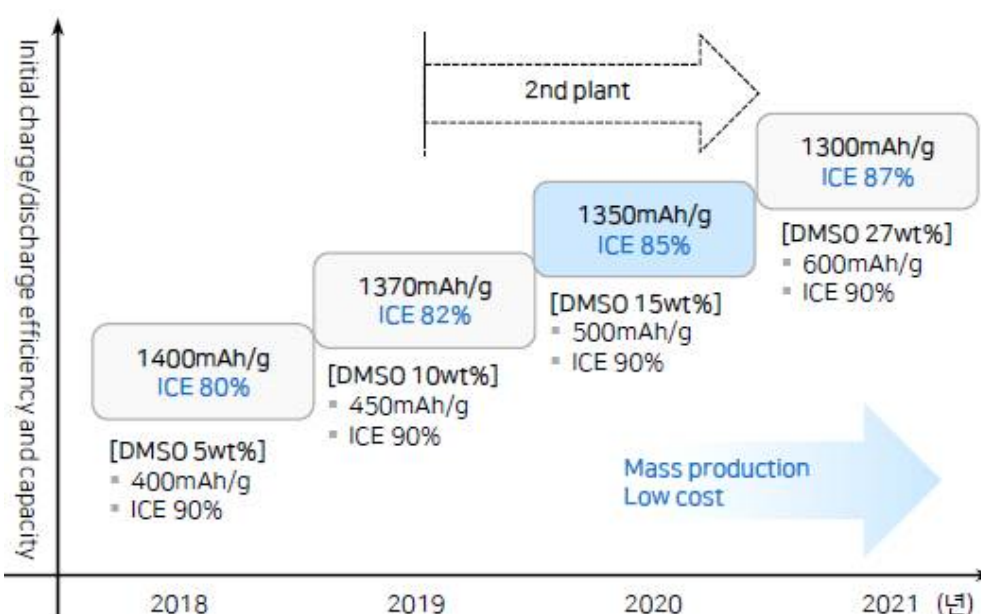 Initial charge/discharge efficiency and capacity
2nd plant
1300mAh/g
ICE 87%
[DMSO 27wt%]
▪ 600mAh/g
▪ ICE 90%
1350mAh/g
ICE 85%
[DMSO 15wt%]
▪ 500mAh/g
▪ ICE 90%
1370mAh/g
ICE 82%
[DMSO 10wt%]
▪ 450mAh/g
▪ ICE 90%
1400mAh/g
ICE 80%
[DMSO 5wt%]
▪ 400mAh/g
▪ ICE 90%
Mass production
Low cost
2018 2019 2020 2021 (년)